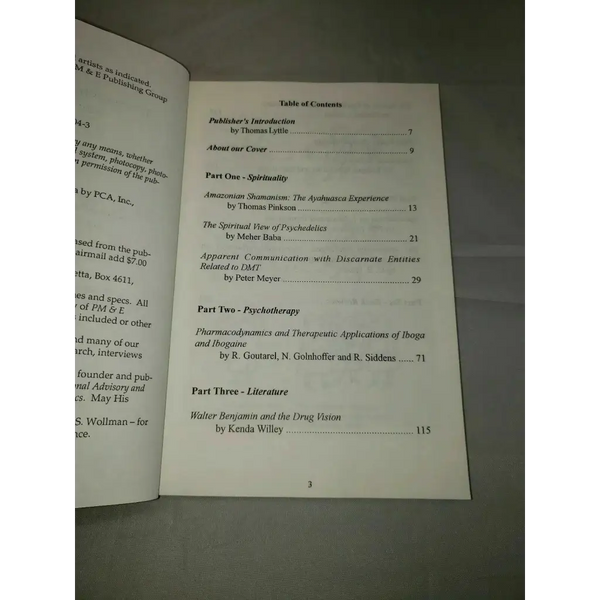 artists as indicated.
PM & E Publishing Group
94-3
by any means, whether
l system, photocopy, photo-
n permission of the pub-
a by PCA, Inc.,
ased from the pub-
airmail add $7.00
etta, Box 4611,
nes and specs. All
y of PM & E
s included or other
nd many of our
arch, interviews
founder and pub-
onal Advisory and
cs. May His
S. Wollman – for
nce.
Table of Contents
Publisher's Introduction
by Thomas Lyttle ........ 7
About our Cover ........ 9
Part One - Spirituality
Amazonian Shamanism: The Ayahuasca Experience
by Thomas Pinkson ........ 13
The Spiritual View of Psychedelics
by Meher Baba ........ 21
Apparent Communication with Discarnate Entities
Related to DMT
by Peter Meyer ........ 29
Part Two - Psychotherapy
Pharmacodynamics and Therapeutic Applications of Iboga
and Ibogaine
by R. Goutarel, N. Golnhoffer and R. Siddens ...... 71
Part Three - Literature
Walter Benjamin and the Drug Vision
by Kenda Willey ........ 115
3